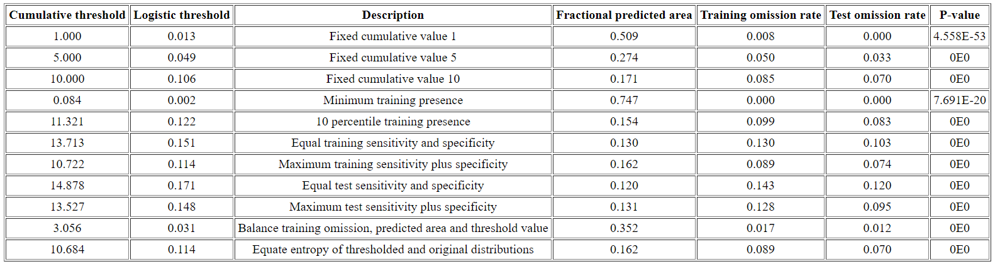 Cumulative threshold Logistic threshold Description Fractional predicted area Training omission rate Test omission rate P-value
1.000 0.013 Fixed cumulative value 1 0.509 0.008 0.000 4.558E-53
5.000 0.049 Fixed cumulative value 5 0.274 0.050 0.033 0E0
10.000 0.106 Fixed cumulative value 10 0.171 0.085 0.070 0E0
0.084 0.002 Minimum training presence 0.747 0.000 0.000 7.691E-20
11.321 0.122 10 percentile training presence 0.154 0.099 0.083 0E0
13.713 0.151 Equal training sensitivity and specificity 0.130 0.130 0.103 0E0
10.722 0.114 Maximum training sensitivity plus specificity 0.162 0.089 0.074 0E0
14.878 0.171 Equal test sensitivity and specificity 0.120 0.143 0.120 0E0
13.527 0.148 Maximum test sensitivity plus specificity 0.131 0.128 0.095 0E0
3.056 0.031 Balance training omission, predicted area and threshold value 0.352 0.017 0.012 0E0
10.684 0.114 Equate entropy of thresholded and original distributions 0.162 0.089 0.070 0E0